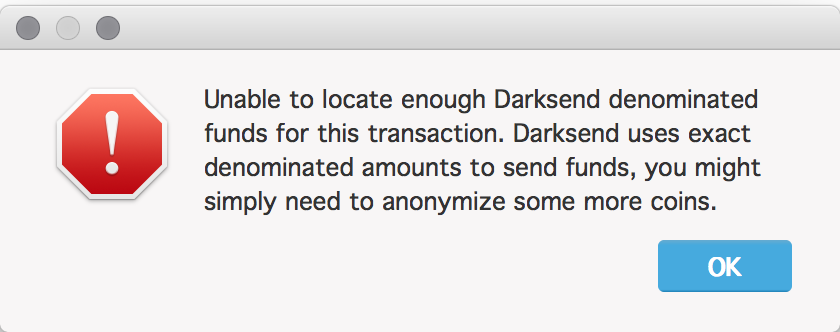 Unable to locate enough Darksend denominated
funds for this transaction. Darksend uses exact
denominated amounts to send funds, you might
simply need to anonymize some more coins.
OK